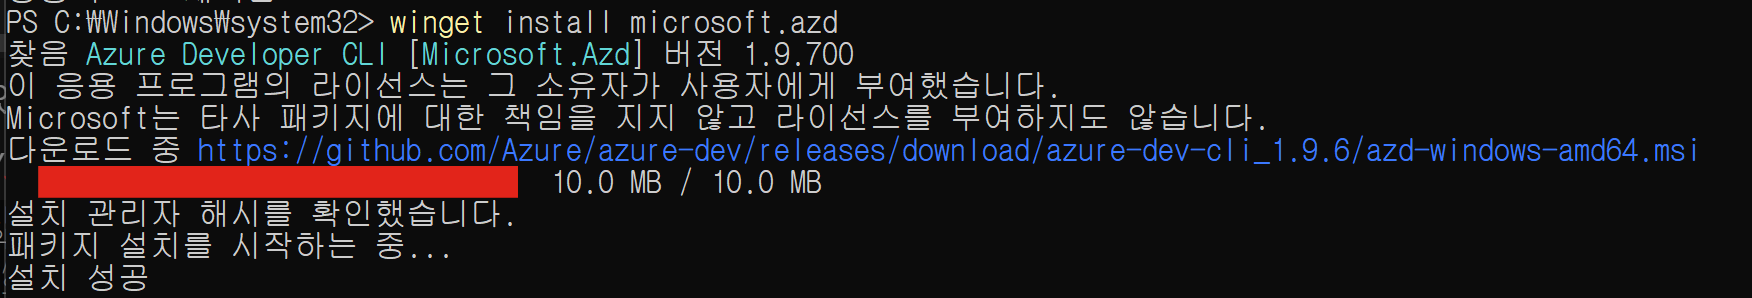 PS C:₩Windows₩system32> winget install microsoft.azd
찾음 Azure Developer CLI [Microsoft.Azd] 버전 1.9.700
이 응용 프로그램의 라이선스는 그 소유자가 사용자에게 부여했습니다.
Microsoft는 타사 패키지에 대한 책임을 지지 않고 라이선스를 부여하지도 않습니다.
다운로드 중 https://github.com/Azure/azure-dev/releases/download/azure-dev-cli_1.9.6/azd-windows-amd64.msi
10.0 MB / 10.0 MB
설치 관리자 해시를 확인했습니다.
패키지 설치를 시작하는 중...
설치 성공